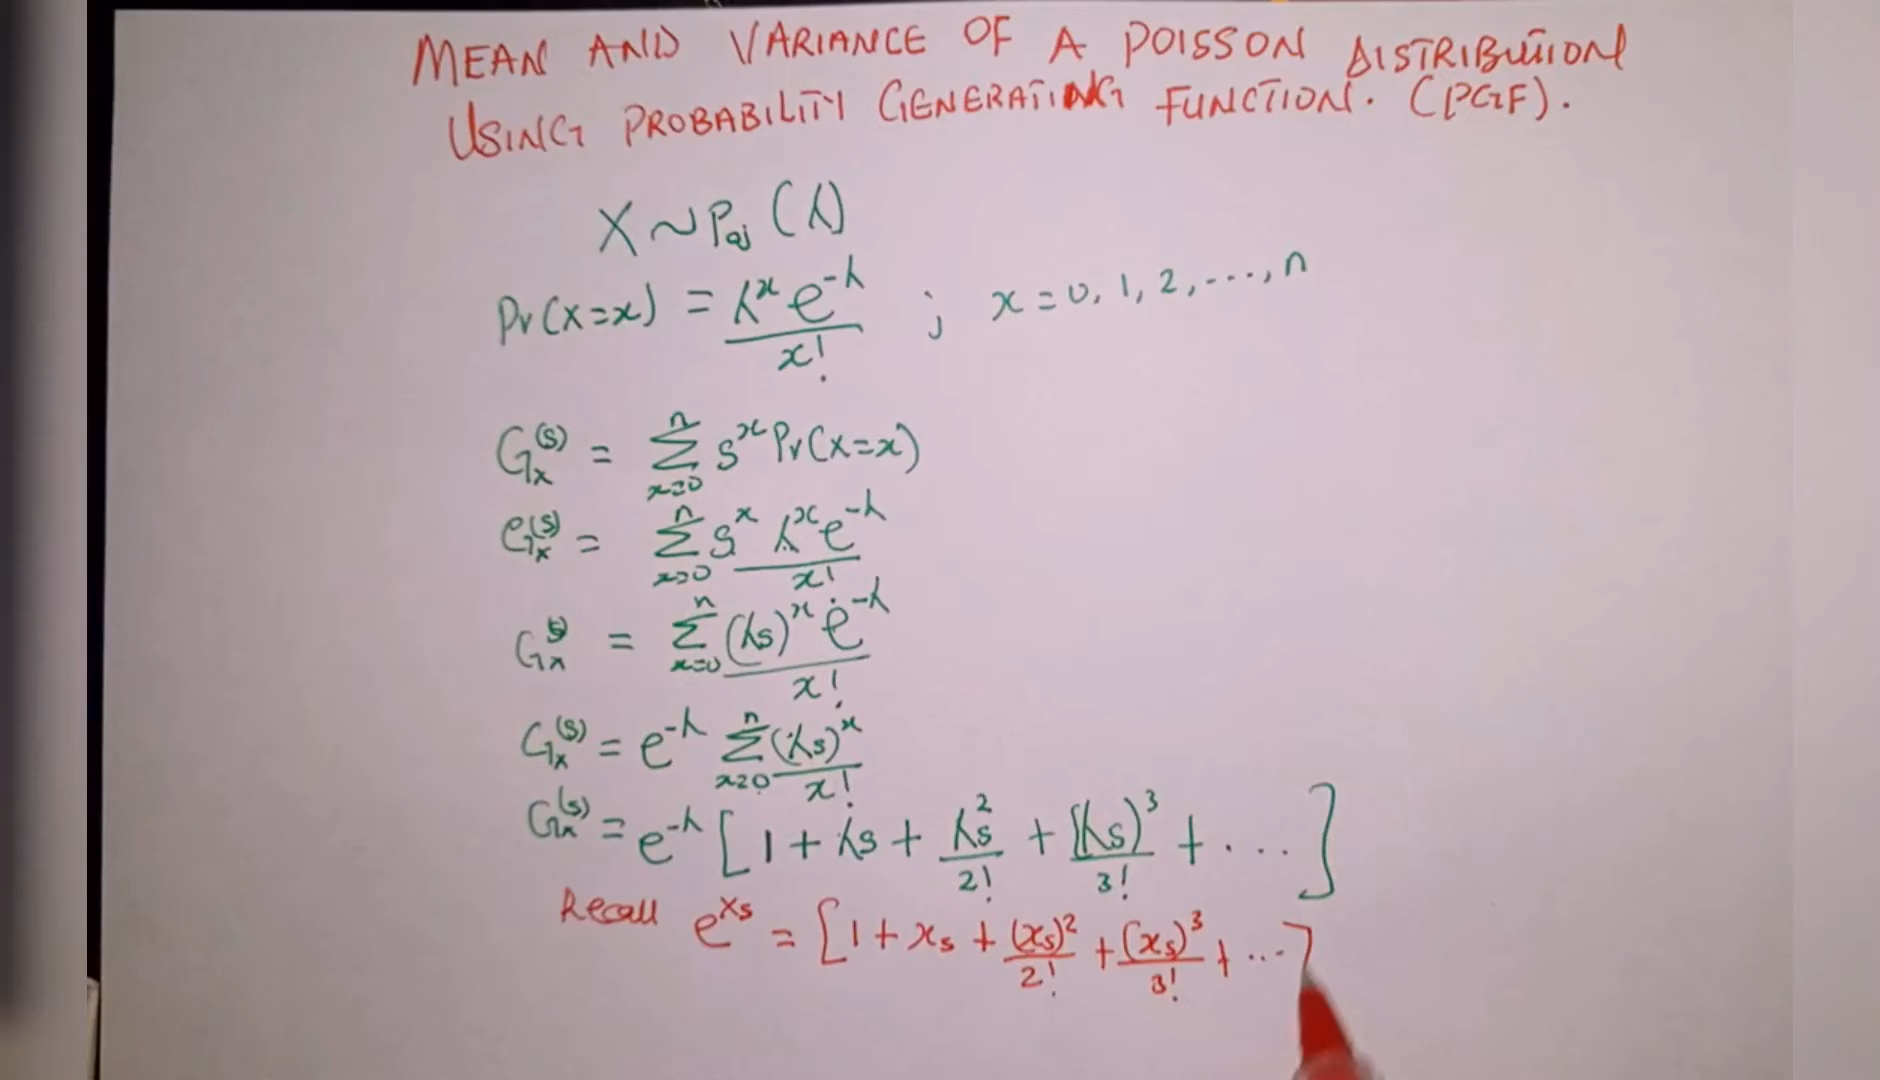 MEAN AND VARIANCE OF A POISSON DISTRIBUTION
USING PROBABILITY GENERATING FUNCTION. (PGF).
X ~ Poi (λ)
Pr(X=x) = λ^x e^-λ / x! ; x = 0, 1, 2, ..., n
G_x(s) = Σ_{x=0}^n s^x Pr(X=x)
G_x(s) = Σ_{x=0}^n s^x λ^x e^-λ / x!
G_x(s) = Σ_{x=0}^n (λs)^x e^-λ / x!
G_x(s) = e^-λ Σ_{x=0}^n (λs)^x / x!
G_x(s) = e^-λ [1 + λs + λs^2 / 2! + (λs)^3 / 3! + ...]
Recall e^xs = [1 + xs + (xs)^2 / 2! + (xs)^3 / 3! + ...]